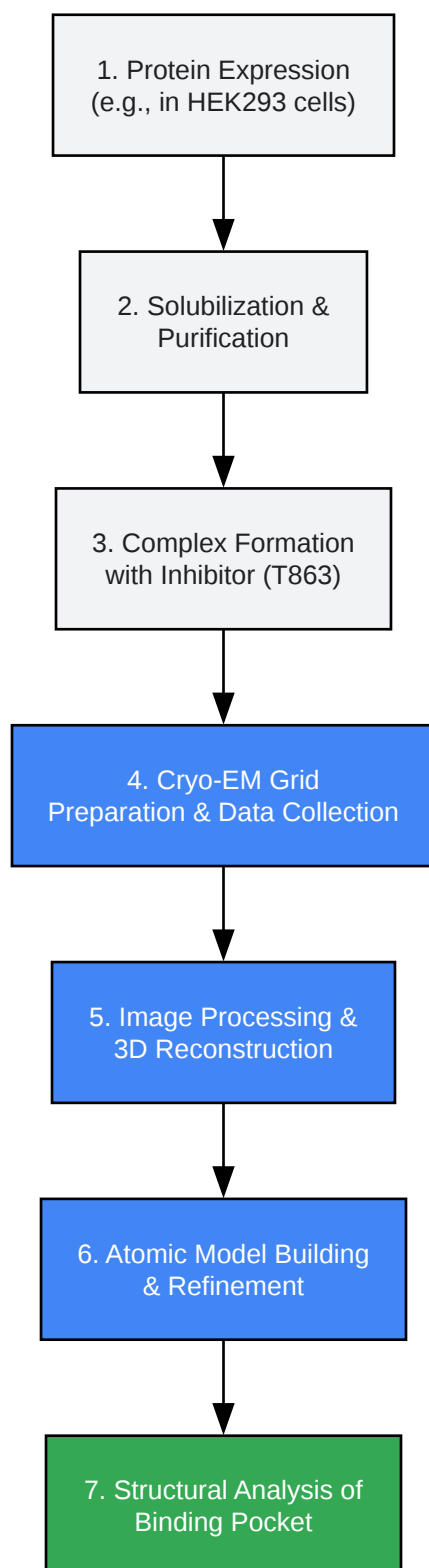 1. Protein Expression
(e.g., in HEK293 cells)
2. Solubilization &
Purification
3. Complex Formation
with Inhibitor (T863)
4. Cryo-EM Grid
Preparation & Data Collection
5. Image Processing &
3D Reconstruction
6. Atomic Model Building
& Refinement
7. Structural Analysis of
Binding Pocket